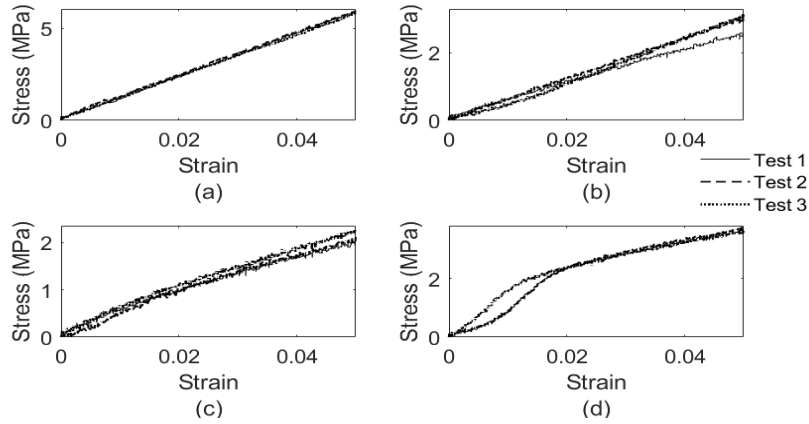 Stress (MPa)
5
0
0
0.02
0.04
Strain
(a)
Stress (MPa)
2
0
0
0.02
0.04
Strain
(b)
Test 1
Test 2
Test 3
Stress (MPa)
2
1
0
0
0.02
0.04
Strain
(c)
Stress (MPa)
2
0
0
0.02
0.04
Strain
(d)